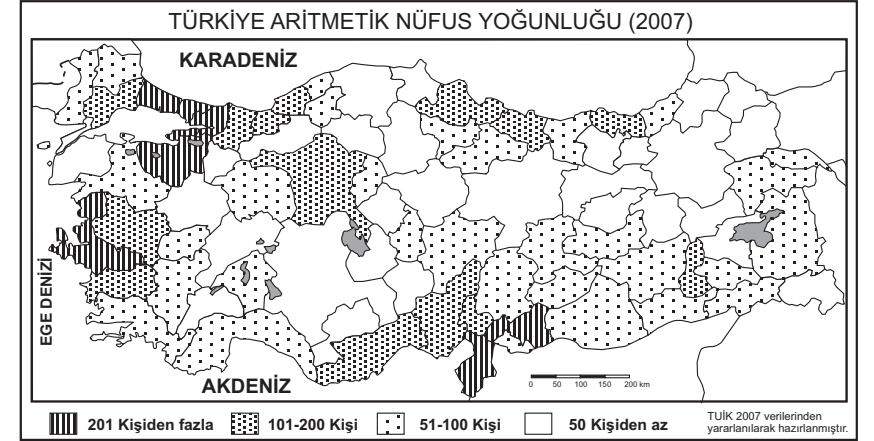 TÜRKİYE ARİTMETİK NÜFUS YOĞUNLUĞU (2007)
KARADENİZ
EGE DENİZİ
AKDENİZ
0 50 100 150 200 km
201 Kişiden fazla
101-200 Kişi
51-100 Kişi
50 Kişiden az
TUİK 2007 verilerinden
yararlanılarak hazırlanmıştır.